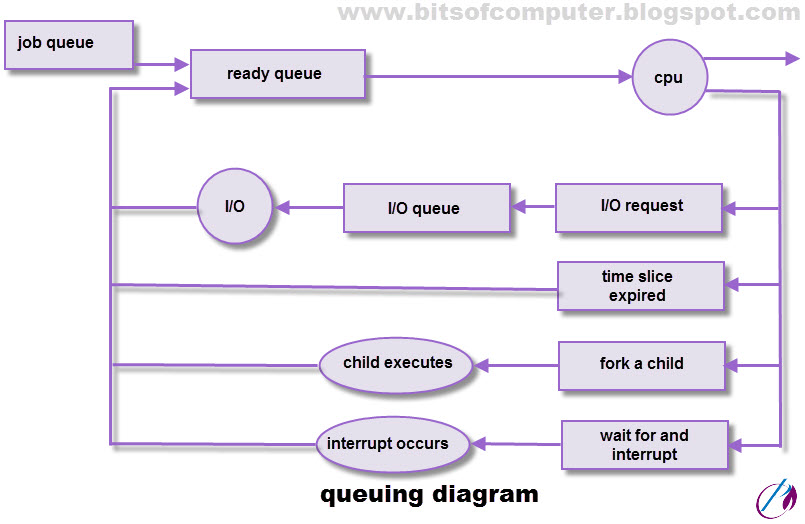 www.bitsofcomputer.blogspot.com
job queue
ready queue
cpu
I/O
I/O queue
I/O request
time slice
expired
child executes
fork a child
interrupt occurs
wait for and
interrupt
queuing diagram